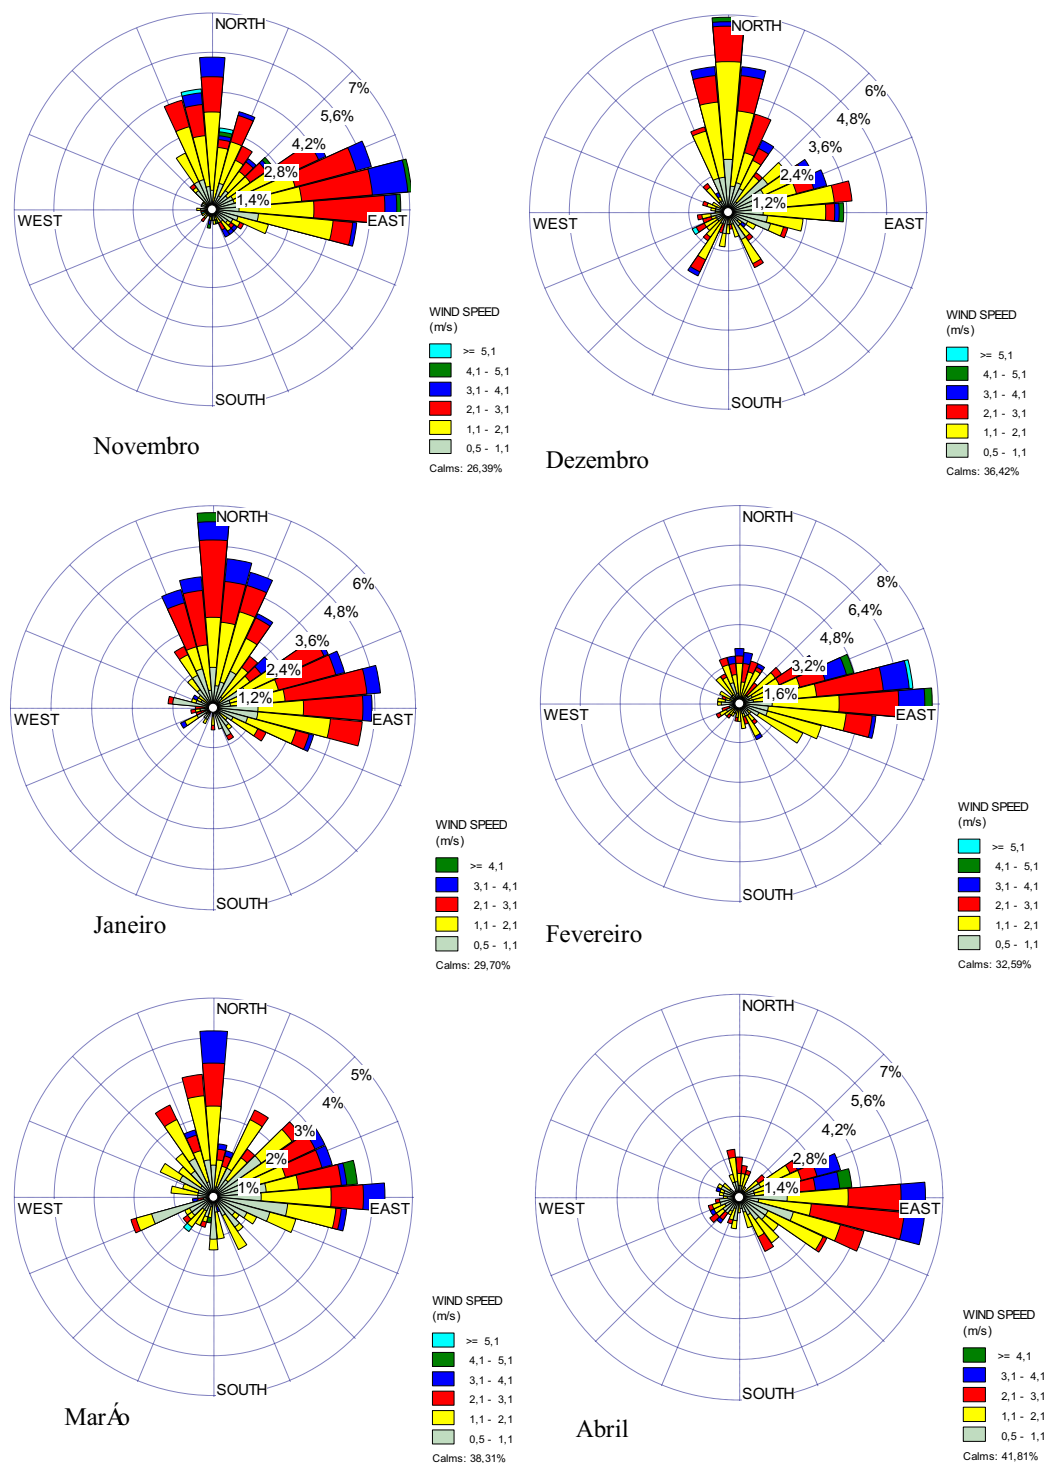 NORTH
7%
5,6%
4,2%
2,8%
1,4%
WEST
EAST
SOUTH
WIND SPEED
(m/s)
>= 5,1
4,1 - 5,1
3,1 - 4,1
2,1 - 3,1
1,1 - 2,1
0,5 - 1,1
Calms: 26,39%
Novembro
NORTH
6%
4,8%
3,6%
2,4%
1,2%
WEST
EAST
SOUTH
WIND SPEED
(m/s)
>= 5,1
4,1 - 5,1
3,1 - 4,1
2,1 - 3,1
1,1 - 2,1
0,5 - 1,1
Calms: 36,42%
Dezembro
NORTH
6%
4,8%
3,6%
2,4%
1,2%
WEST
EAST
SOUTH
WIND SPEED
(m/s)
>= 4,1
3,1 - 4,1
2,1 - 3,1
1,1 - 2,1
0,5 - 1,1
Calms: 29,70%
Janeiro
NORTH
8%
6,4%
4,8%
3,2%
1,6%
WEST
EAST
SOUTH
WIND SPEED
(m/s)
>= 5,1
4,1 - 5,1
3,1 - 4,1
2,1 - 3,1
1,1 - 2,1
0,5 - 1,1
Calms: 32,59%
Fevereiro
NORTH
5%
4%
3%
2%
1%
WEST
EAST
SOUTH
WIND SPEED
(m/s)
>= 5,1
4,1 - 5,1
3,1 - 4,1
2,1 - 3,1
1,1 - 2,1
0,5 - 1,1
Calms: 38,31%
MarÁo
NORTH
7%
5,6%
4,2%
2,8%
1,4%
WEST
EAST
SOUTH
WIND SPEED
(m/s)
>= 4,1
3,1 - 4,1
2,1 - 3,1
1,1 - 2,1
0,5 - 1,1
Calms: 41,81%
Abril